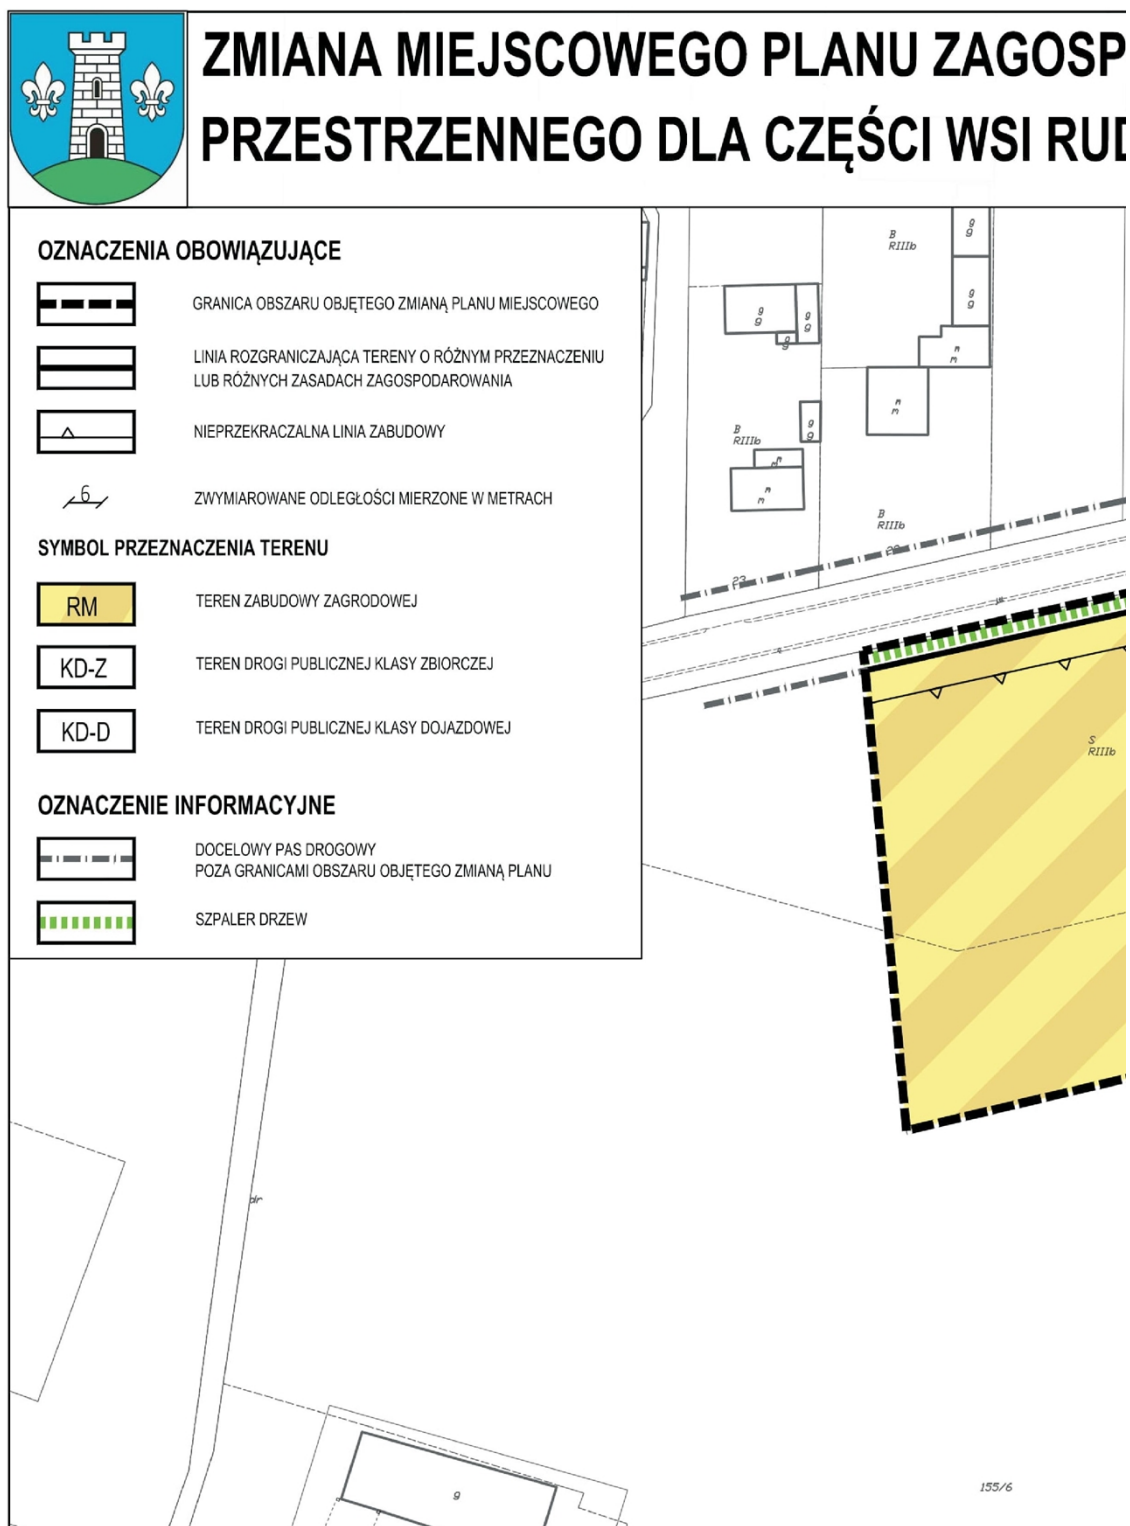 ZMIANA MIEJSCOWEGO PLANU ZAGOSP
PRZESTRZENNEGO DLA CZĘŚCI WSI RUD
OZNACZENIA OBOWIĄZUJĄCE
GRANICA OBSZARU OBJĘTEGO ZMIANĄ PLANU MIEJSCOWEGO
LINIA ROZGRANICZAJĄCA TERENY O RÓŻNYM PRZEZNACZENIU
LUB RÓŻNYCH ZASADACH ZAGOSPODAROWANIA
NIEPRZEKRACZALNA LINIA ZABUDOWY
6
ZWYMIAROWANE ODLEGŁOŚCI MIERZONE W METRACH
SYMBOL PRZEZNACZENIA TERENU
RM
TEREN ZABUDOWY ZAGRODOWEJ
KD-Z
TEREN DROGI PUBLICZNEJ KLASY ZBIORCZEJ
KD-D
TEREN DROGI PUBLICZNEJ KLASY DOJAZDOWEJ
OZNACZENIE INFORMACYJNE
DOCELOWY PAS DROGOWY
POZA GRANICAMI OBSZARU OBJĘTEGO ZMIANĄ PLANU
SZPALER DRZEW
B
RIIIb
g
g
g
g
g
g
g
g
g
g
m
m
m
m
g
g
B
RIIIb
m
m
m
m
B
RIIIb
23
S
RIIIb
dr
g
155/6